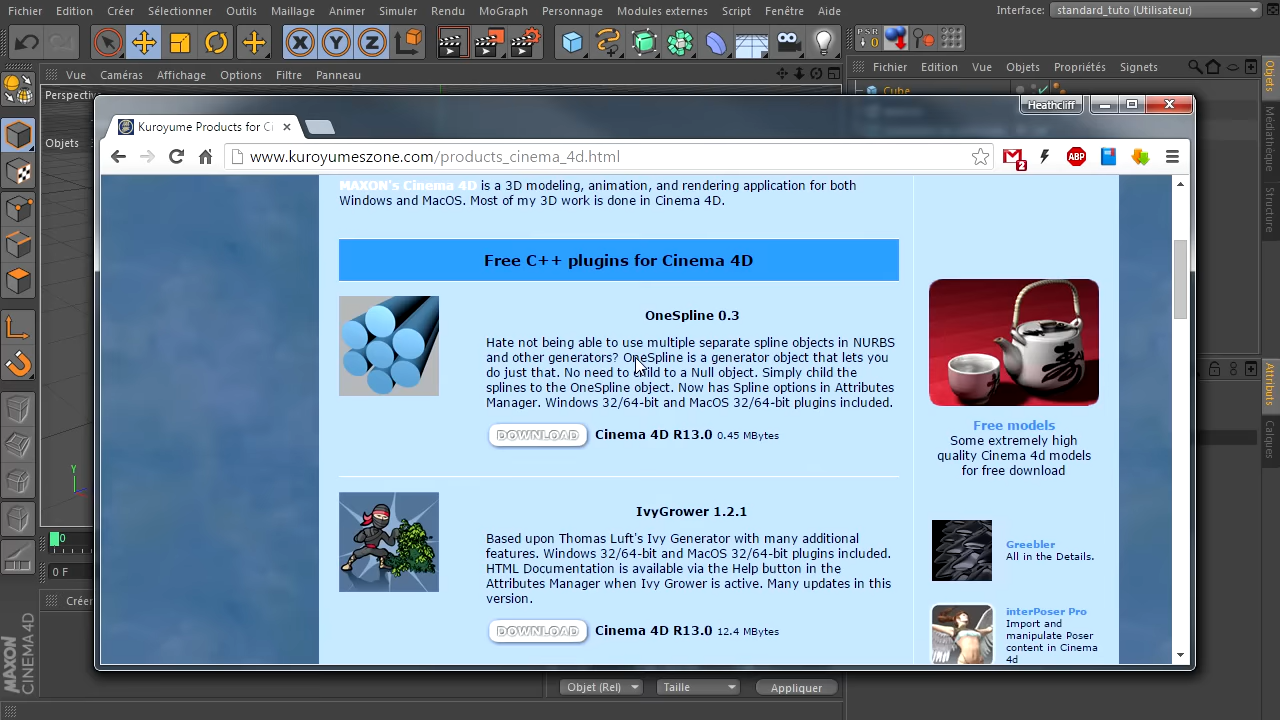 Fichier Edition Créer Sélectionner Outils Maillage Animer Simuler Rendu MoGraph Personnage Modules externes Script Fenêtre Aide Interface: standard_tuto (Utilisateur)
PSR
Vue Caméras Affichage Options Filtre Panneau
Fichier Edition Vue Objets Propriétés Signets
Perspectiv
Cube
Heathcliff
Kuroyume Products for Ci
Objets
www.kuroyumeszone.com/products_cinema_4d.html
2
ABP
MAXON's Cinema 4D is a 3D modeling, animation, and rendering application for both
Windows and MacOS. Most of my 3D work is done in Cinema 4D.
Free C++ plugins for Cinema 4D
OneSpline 0.3
Hate not being able to use multiple separate spline objects in NURBS
and other generators? OneSpline is a generator object that lets you
do just that. No need to child to a Null object. Simply child the
splines to the OneSpline object. Now has Spline options in Attributes
Manager. Windows 32/64-bit and MacOS 32/64-bit plugins included.
DOWNLOAD Cinema 4D R13.0 0.45 MBytes
IvyGrower 1.2.1
Based upon Thomas Luft's Ivy Generator with many additional
features. Windows 32/64-bit and MacOS 32/64-bit plugins included.
HTML Documentation is available via the Help button in the
Attributes Manager when Ivy Grower is active. Many updates in this
version.
DOWNLOAD Cinema 4D R13.0 12.4 MBytes
Free models
Some extremely high
quality Cinema 4d models
for free download
Greebler
All in the Details.
interPoser Pro
Import and
manipulate Poser
content in Cinema
4d
Objets
Médiathèque
Structure
Attributs
Calques
Y
0
0 F
Créer
Objet (Rel) Taille Appliquer
MAXON
CINEMA 4D